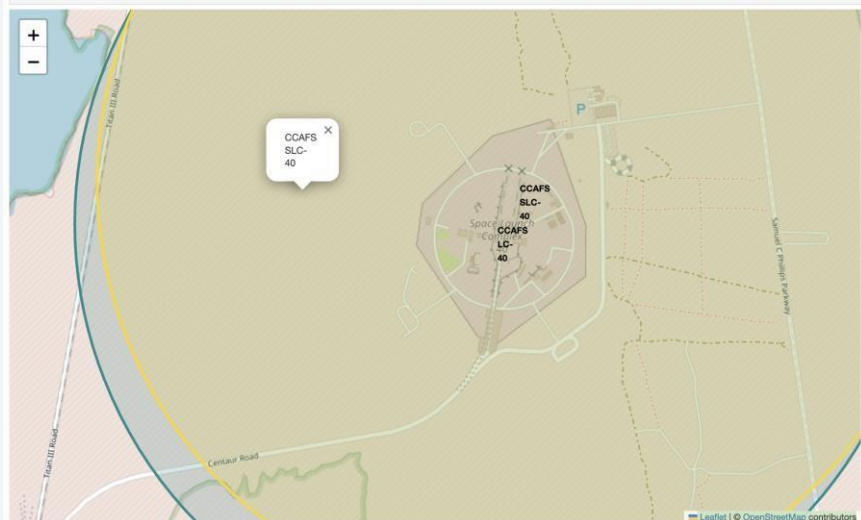 +
−
Titan III Road
CCAFS
SLC-
40
×
P
CCAFS
SLC-
40
Space Launch
Complex
CCAFS
LC-
40
Samuel C Phillips Parkway
Titan III Road
Centaur Road
Leaflet | © OpenStreetMap contributors